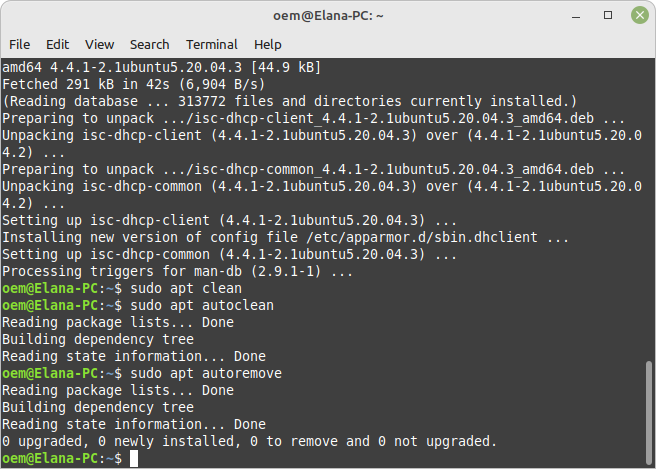 oem@Elana-PC: ~
File Edit View Search Terminal Help
amd64 4.4.1-2.1ubuntu5.20.04.3 [44.9 kB]
Fetched 291 kB in 42s (6,904 B/s)
(Reading database ... 313772 files and directories currently installed.)
Preparing to unpack .../isc-dhcp-client_4.4.1-2.1ubuntu5.20.04.3_amd64.deb ...
Unpacking isc-dhcp-client (4.4.1-2.1ubuntu5.20.04.3) over (4.4.1-2.1ubuntu5.20.0
4.2) ...
Preparing to unpack .../isc-dhcp-common_4.4.1-2.1ubuntu5.20.04.3_amd64.deb ...
Unpacking isc-dhcp-common (4.4.1-2.1ubuntu5.20.04.3) over (4.4.1-2.1ubuntu5.20.0
4.2) ...
Setting up isc-dhcp-client (4.4.1-2.1ubuntu5.20.04.3) ...
Installing new version of config file /etc/apparmor.d/sbin.dhclient ...
Setting up isc-dhcp-common (4.4.1-2.1ubuntu5.20.04.3) ...
Processing triggers for man-db (2.9.1-1) ...
oem@Elana-PC:~$ sudo apt clean
oem@Elana-PC:~$ sudo apt autoclean
Reading package lists... Done
Building dependency tree
Reading state information... Done
oem@Elana-PC:~$ sudo apt autoremove
Reading package lists... Done
Building dependency tree
Reading state information... Done
0 upgraded, 0 newly installed, 0 to remove and 0 not upgraded.
oem@Elana-PC:~$